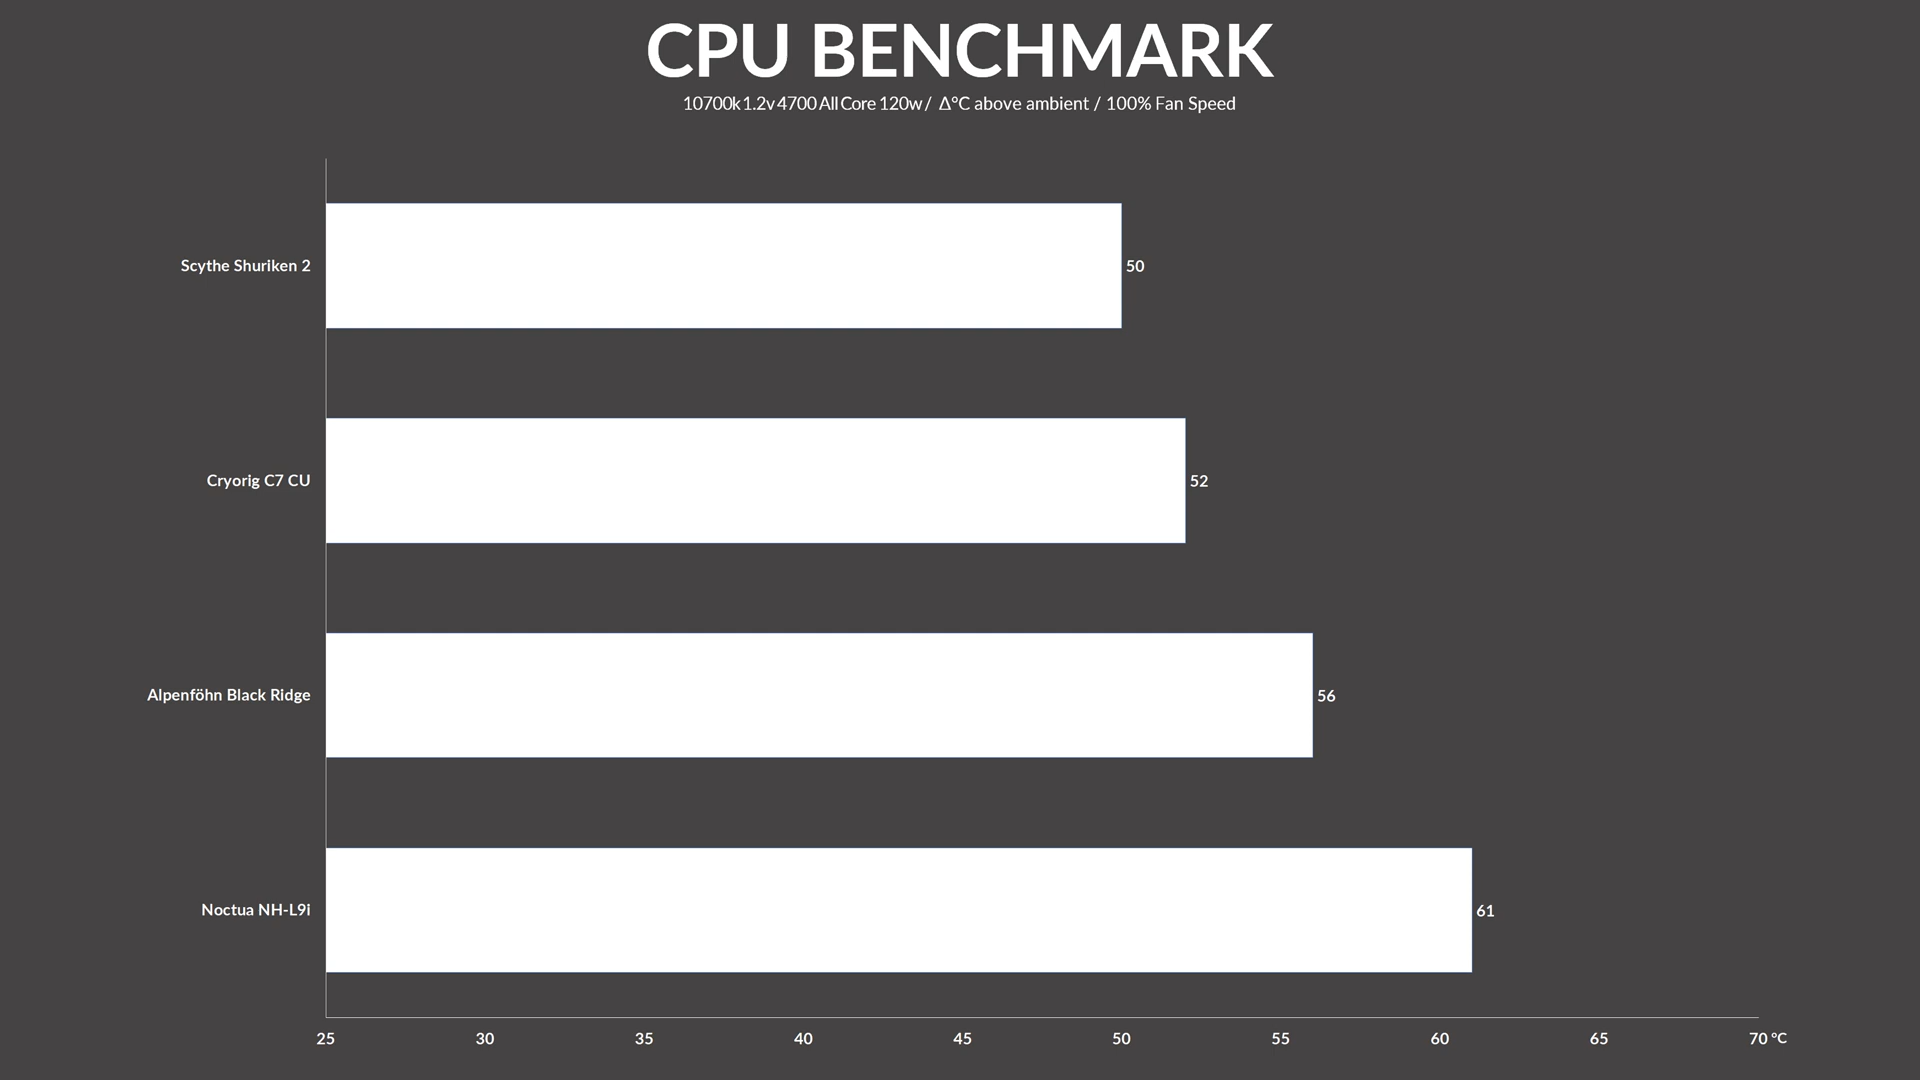 CPU BENCHMARK
10700k 1.2v 4700 All Core 120w / Δ°C above ambient / 100% Fan Speed
Scythe Shuriken 2
50
Cryorig C7 CU
52
Alpenföhn Black Ridge
56
Noctua NH-L9i
61
25 30 35 40 45 50 55 60 65 70 °C